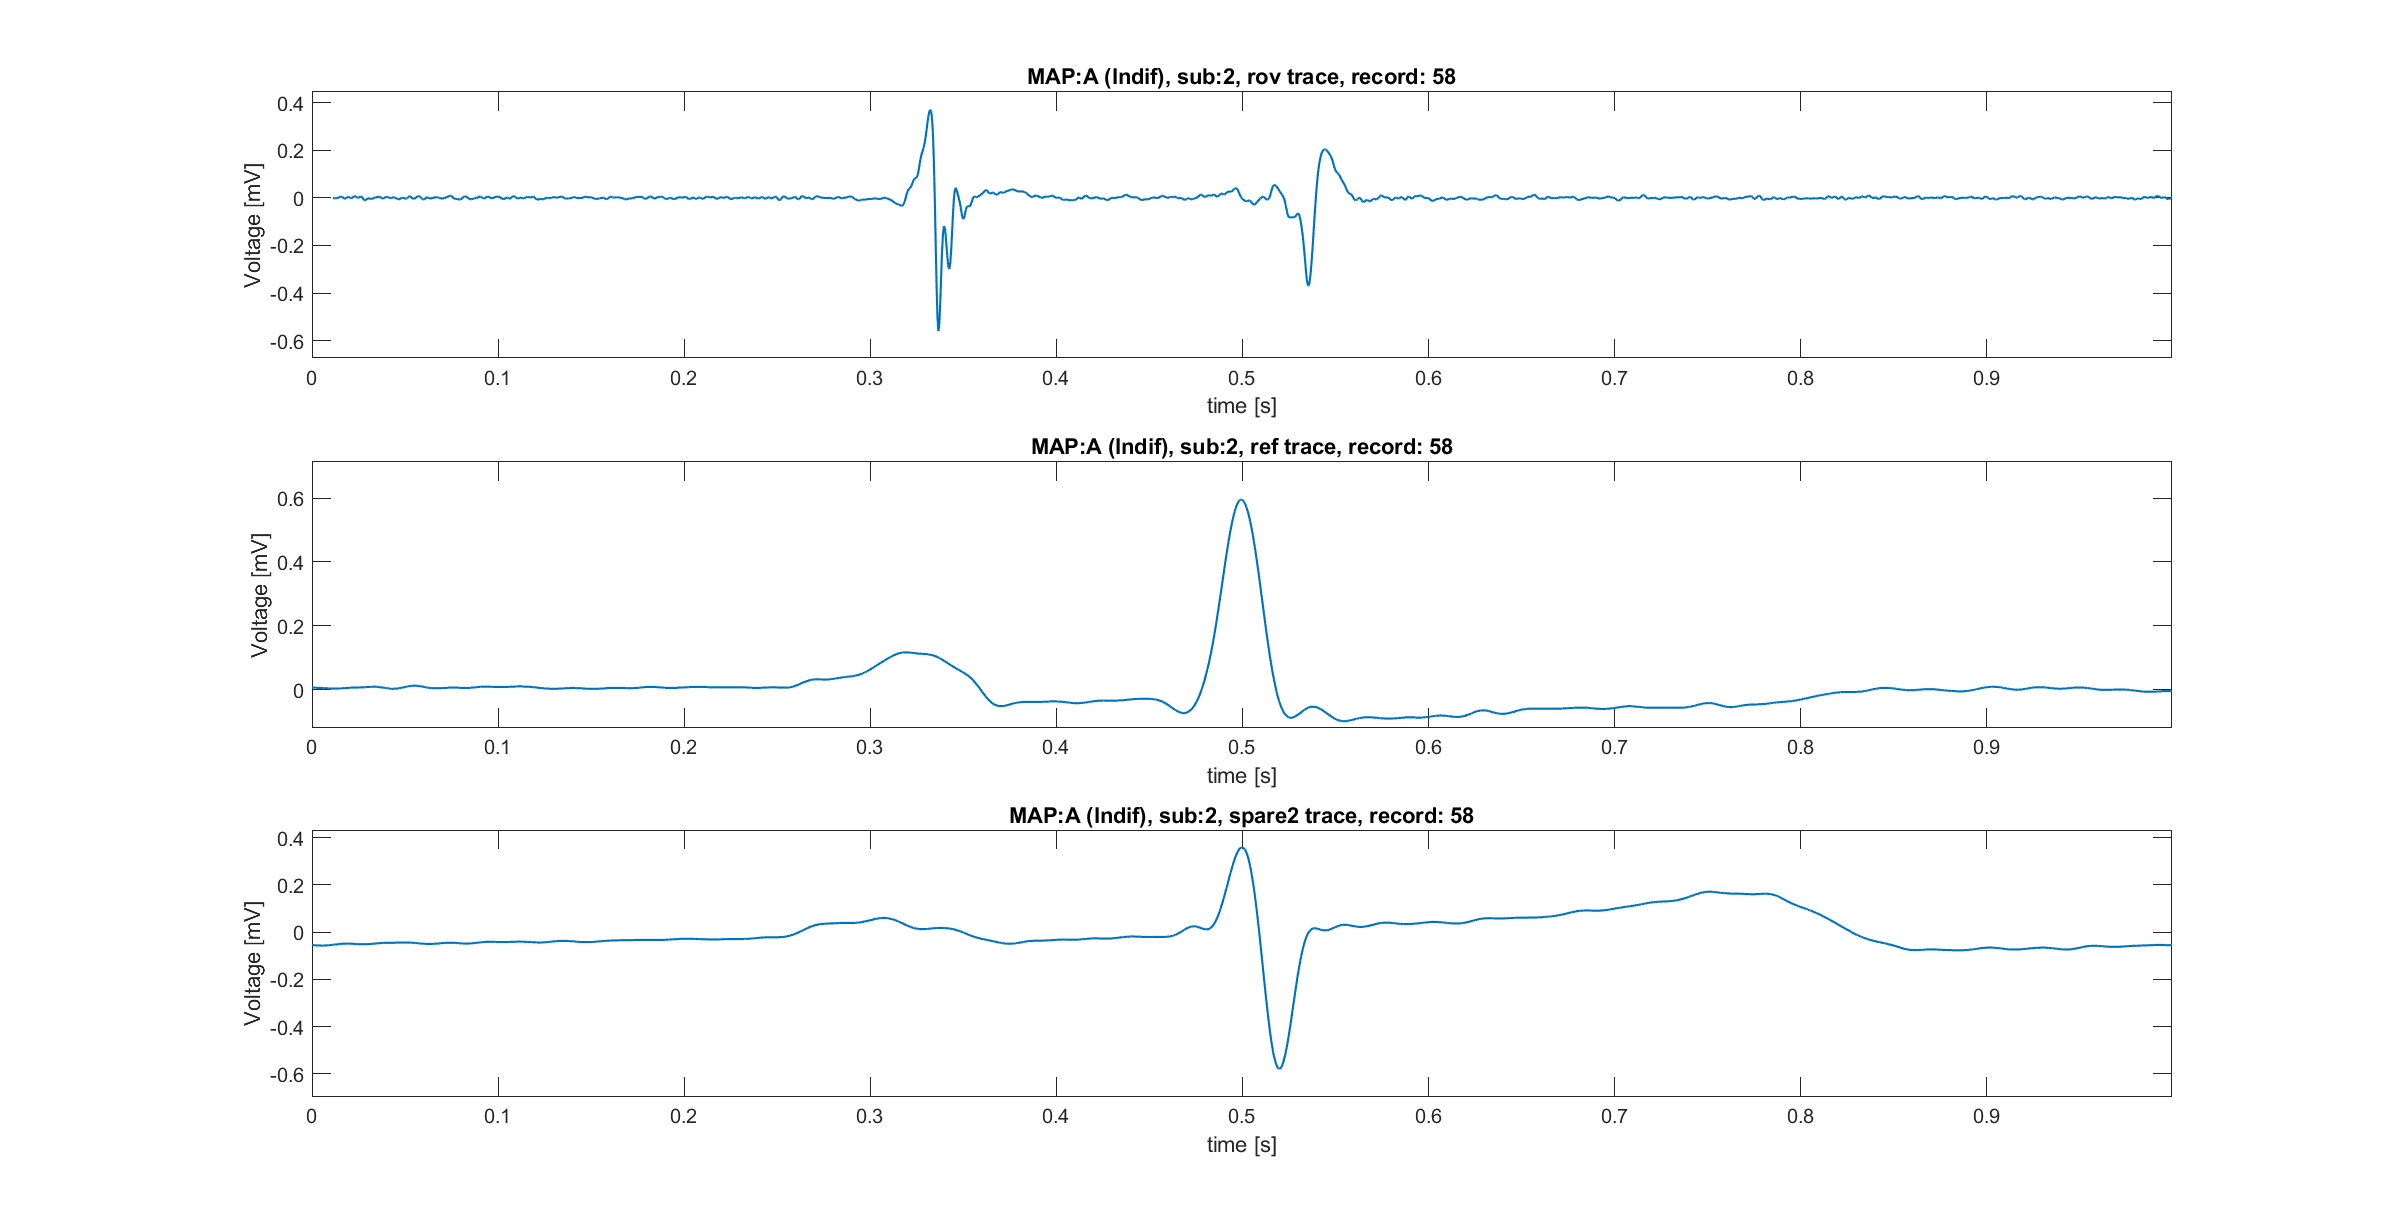 MAP:A (Indif), sub:2, rov trace, record: 58
Voltage [mV]
0.4
0.2
0
-0.2
-0.4
-0.6
0 0.1 0.2 0.3 0.4 0.5 0.6 0.7 0.8 0.9
time [s]
MAP:A (Indif), sub:2, ref trace, record: 58
Voltage [mV]
0.6
0.4
0.2
0
0 0.1 0.2 0.3 0.4 0.5 0.6 0.7 0.8 0.9
time [s]
MAP:A (Indif), sub:2, spare2 trace, record: 58
Voltage [mV]
0.4
0.2
0
-0.2
-0.4
-0.6
0 0.1 0.2 0.3 0.4 0.5 0.6 0.7 0.8 0.9
time [s]